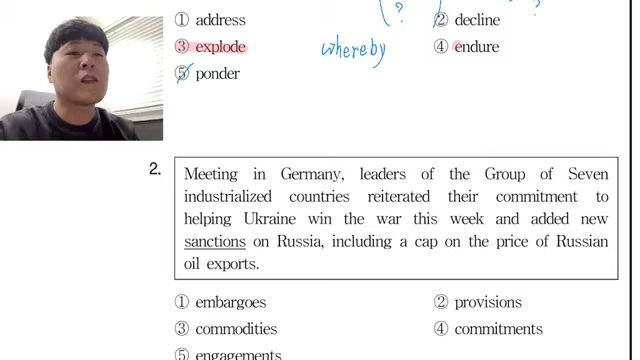 ?
?
① address
② decline
③ explode
whereby
④ endure
⑤ ponder
2.
Meeting in Germany, leaders of the Group of Seven
industrialized countries reiterated their commitment to
helping Ukraine win the war this week and added new
sanctions on Russia, including a cap on the price of Russian
oil exports.
① embargoes
② provisions
③ commodities
④ commitments
⑤ engagements